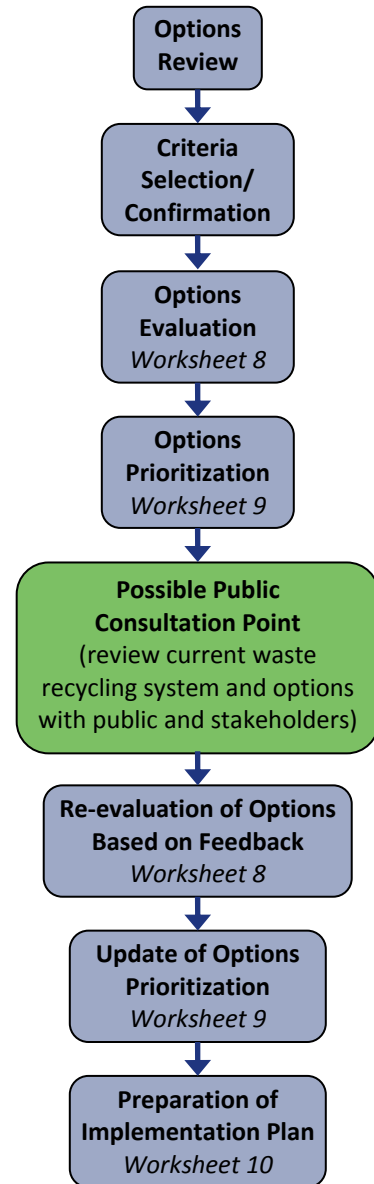 Options
Review
Criteria
Selection/
Confirmation
Options
Evaluation
Worksheet 8
Options
Prioritization
Worksheet 9
Possible Public
Consultation Point
(review current waste
recycling system and options
with public and stakeholders)
Re-evaluation of Options
Based on Feedback
Worksheet 8
Update of Options
Prioritization
Worksheet 9
Preparation of
Implementation Plan
Worksheet 10